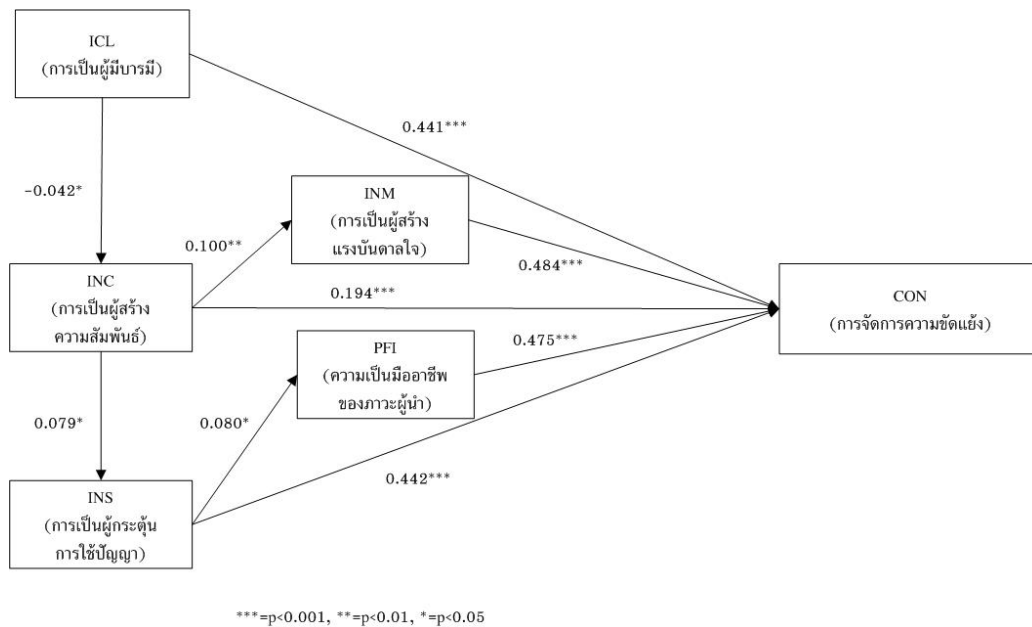 ICL
(การเป็นผู้มีบารมี)
0.441***
-0.042*
INM
(การเป็นผู้สร้าง
แรงบันดาลใจ)
0.100**
0.484***
INC
(การเป็นผู้สร้าง
ความสัมพันธ์)
0.194***
CON
(การจัดการความขัดแย้ง)
PFI
(ความเป็นมืออาชีพ
ของภาวะผู้นำ)
0.475***
0.079*
0.080*
0.442***
INS
(การเป็นผู้กระตุ้น
การใช้ปัญญา)
***=p<0.001, **=p<0.01, *=p<0.05